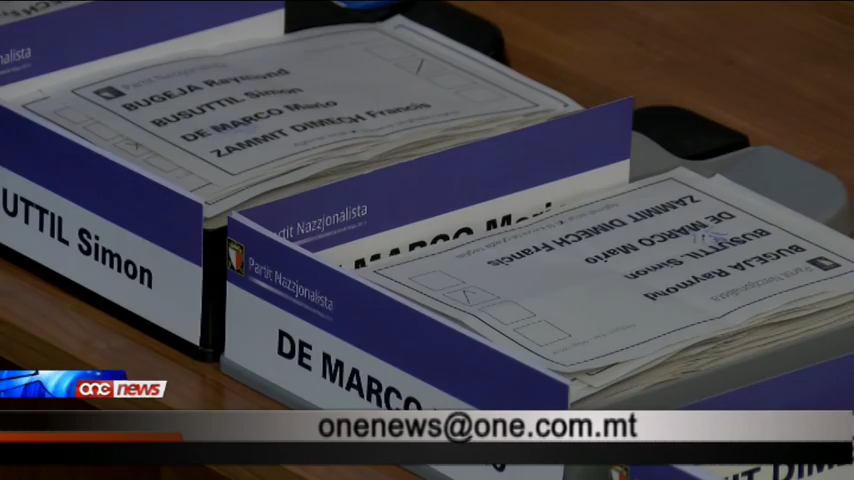 Partit Nazzjonalista
BUGEJA Raymond
BUSUTTIL Simon
DE MARCO Mario
ZAMMIT DIMECH Francis
UTTIL Simon
Partit Nazzjonalista
MARCO Mario
Partit Nazzjonalista
DE MARCO
ZAMMIT DIMECH Francis
DE MARCO Mario
BUSUTTIL Simon
BUGEJA Raymond
Partit Nazzjonalista
one news
onenews@one.com.mt